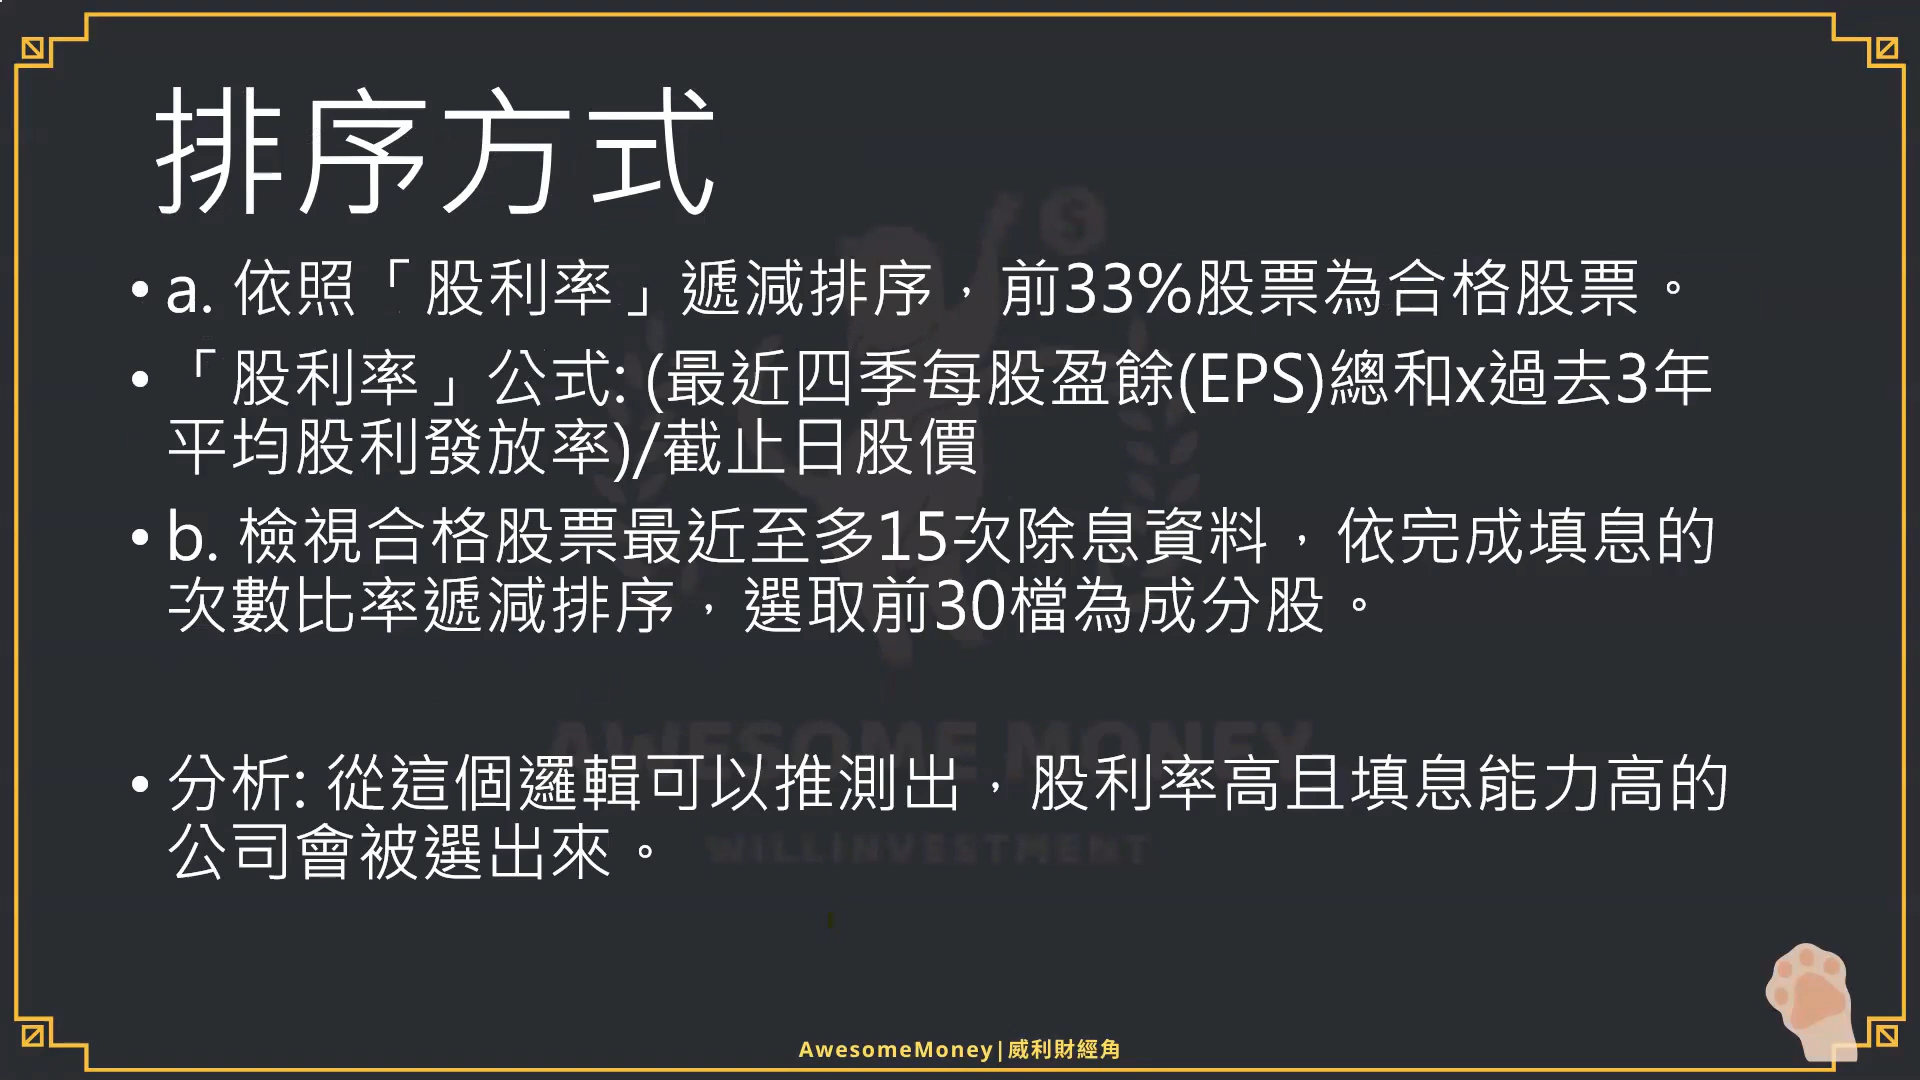 排序方式
• a. 依照「股利率」遞減排序，前33%股票為合格股票。
• 「股利率」公式: (最近四季每股盈餘(EPS)總和x過去3年
平均股利發放率)/截止日股價
• b. 檢視合格股票最近至多15次除息資料，依完成填息的
次數比率遞減排序，選取前30檔為成分股。
• 分析: 從這個邏輯可以推測出，股利率高且填息能力高的
公司會被選出來。
AWESOME MONEY
WILLINVESTMENT
AwesomeMoney|威利財經角